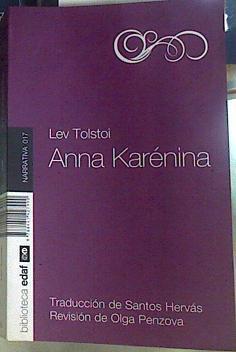 Lev Tolstoi
Anna Karénina
NARRATIVA 017
biblioteca edaf
Traducción de Santos Hervás
Revisión de Olga Penzova